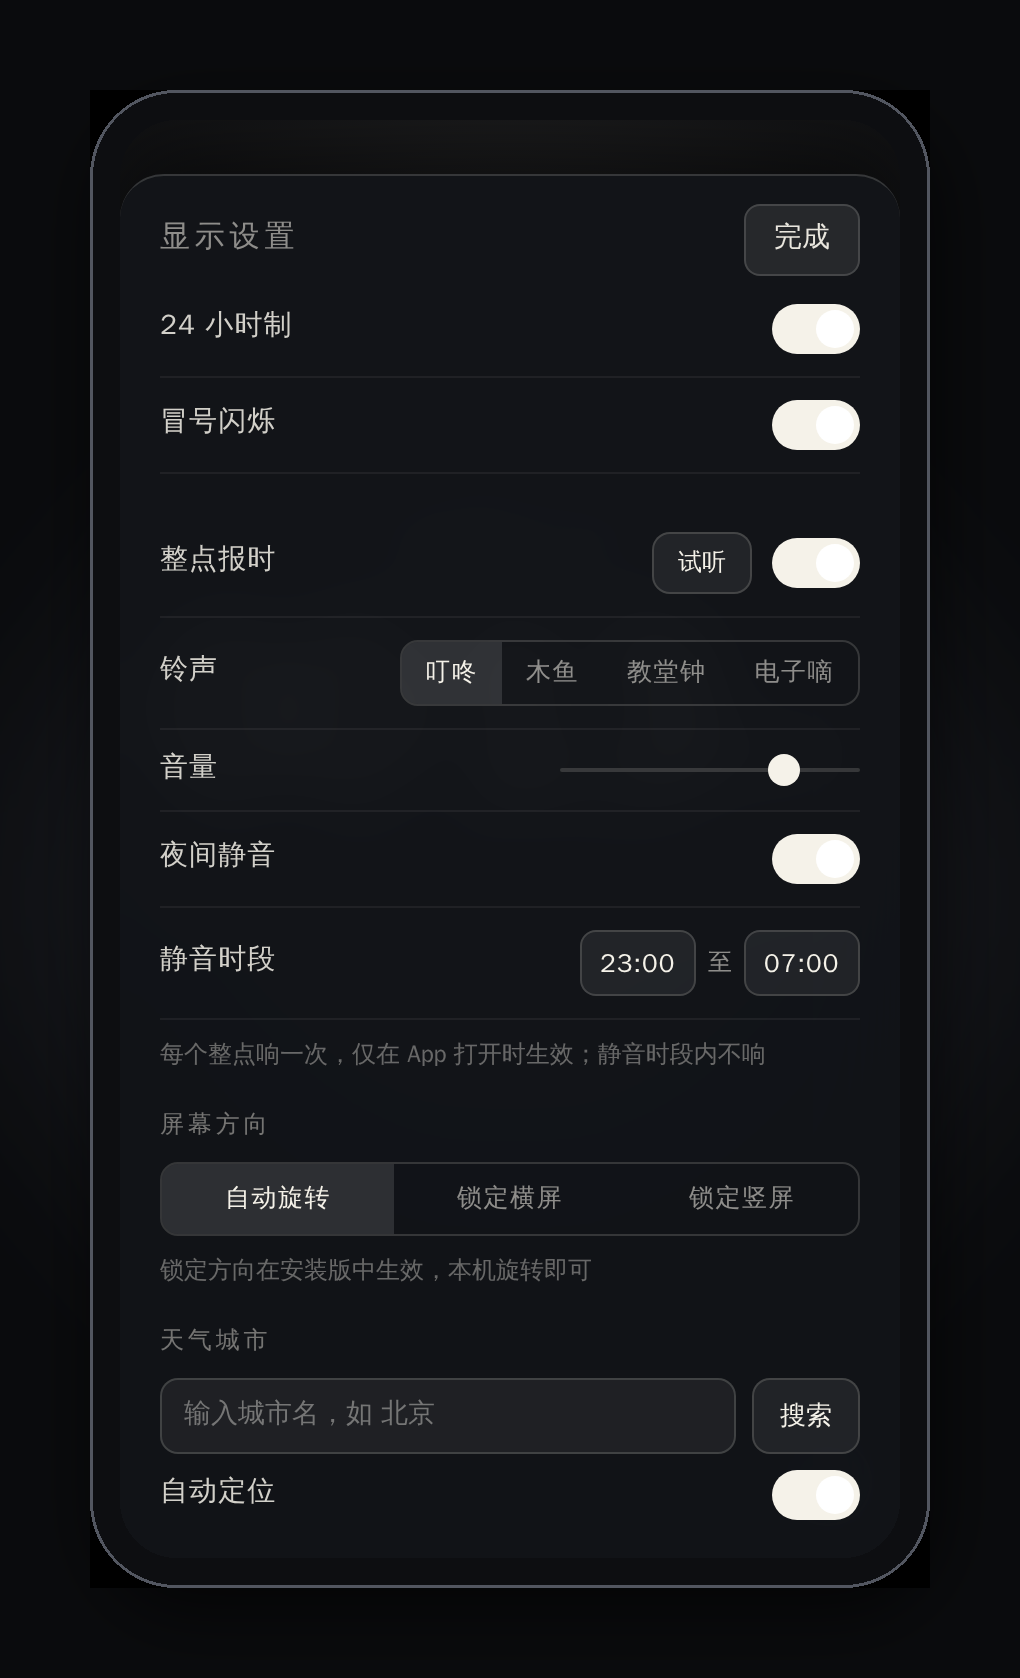 显示设置 完成
24 小时制
冒号闪烁
整点报时 试听
铃声 叮咚 木鱼 教堂钟 电子嘀
音量
夜间静音
静音时段 23:00 至 07:00
每个整点响一次，仅在 App 打开时生效；静音时段内不响
屏幕方向
自动旋转 锁定横屏 锁定竖屏
锁定方向在安装版中生效，本机旋转即可
天气城市
输入城市名，如 北京 搜索
自动定位